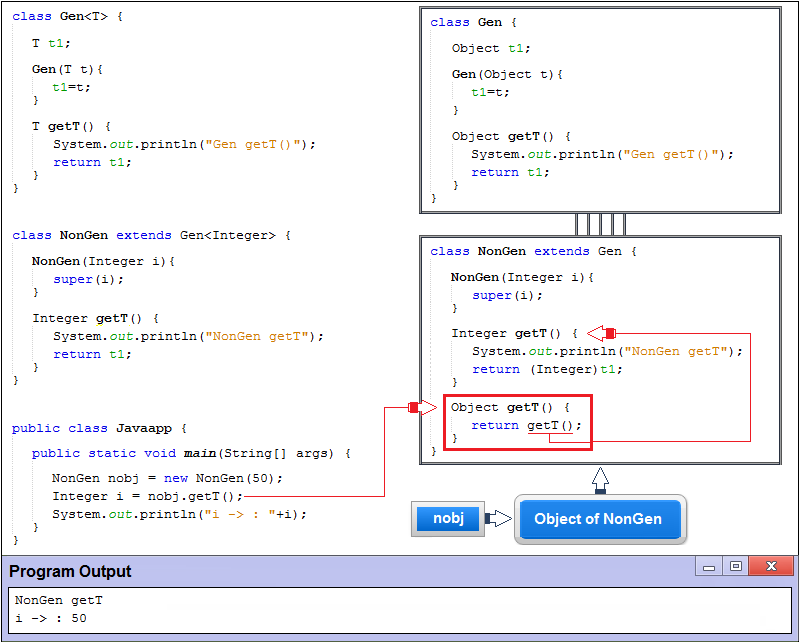 class Gen<T> {
T t1;
Gen(T t){
t1=t;
}
T getT() {
System.out.println("Gen getT()");
return t1;
}
}
class NonGen extends Gen<Integer> {
NonGen(Integer i){
super(i);
}
Integer getT() {
System.out.println("NonGen getT");
return t1;
}
}
public class Javaapp {
public static void main(String[] args) {
NonGen nobj = new NonGen(50);
Integer i = nobj.getT();
System.out.println("i -> : "+i);
}
}
class Gen {
Object t1;
Gen(Object t){
t1=t;
}
Object getT() {
System.out.println("Gen getT()");
return t1;
}
}
class NonGen extends Gen {
NonGen(Integer i){
super(i);
}
Integer getT() {
System.out.println("NonGen getT");
return (Integer)t1;
}
Object getT() {
return getT();
}
}
nobj
Object of NonGen
Program Output
NonGen getT
i -> : 50